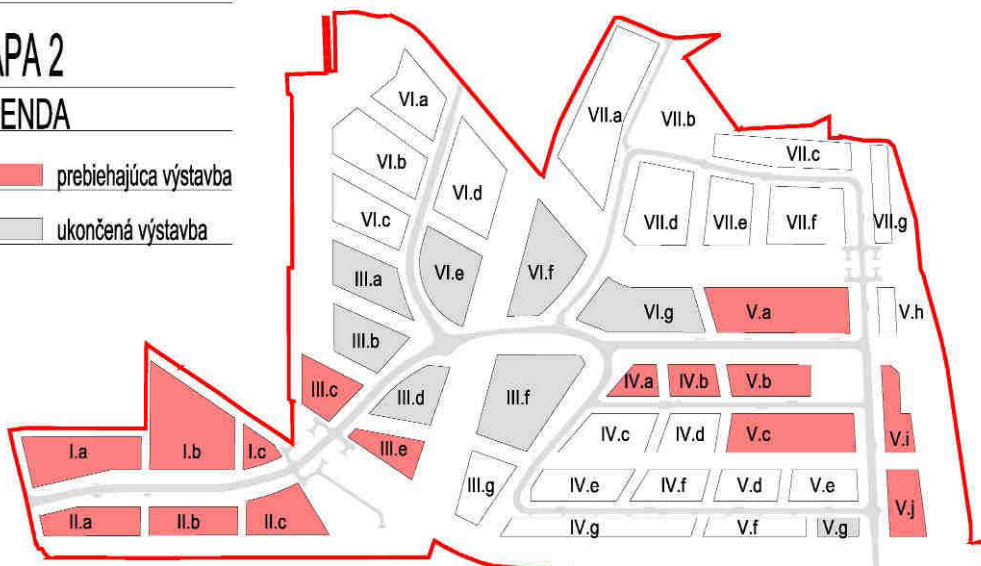 APA 2
ENDA
prebiehajúca výstavba
ukončená výstavba
VI.a
VI.b
VI.c
VI.d
VI.e
VI.f
VI.g
VII.a
VII.b
VII.c
VII.d
VII.e
VII.f
VII.g
III.a
III.b
III.c
III.d
III.e
III.f
III.g
V.a
V.h
IV.a
IV.b
V.b
IV.c
IV.d
V.c
V.i
IV.e
IV.f
V.d
V.e
V.j
IV.g
V.f
V.g
I.a
I.b
I.c
II.a
II.b
II.c